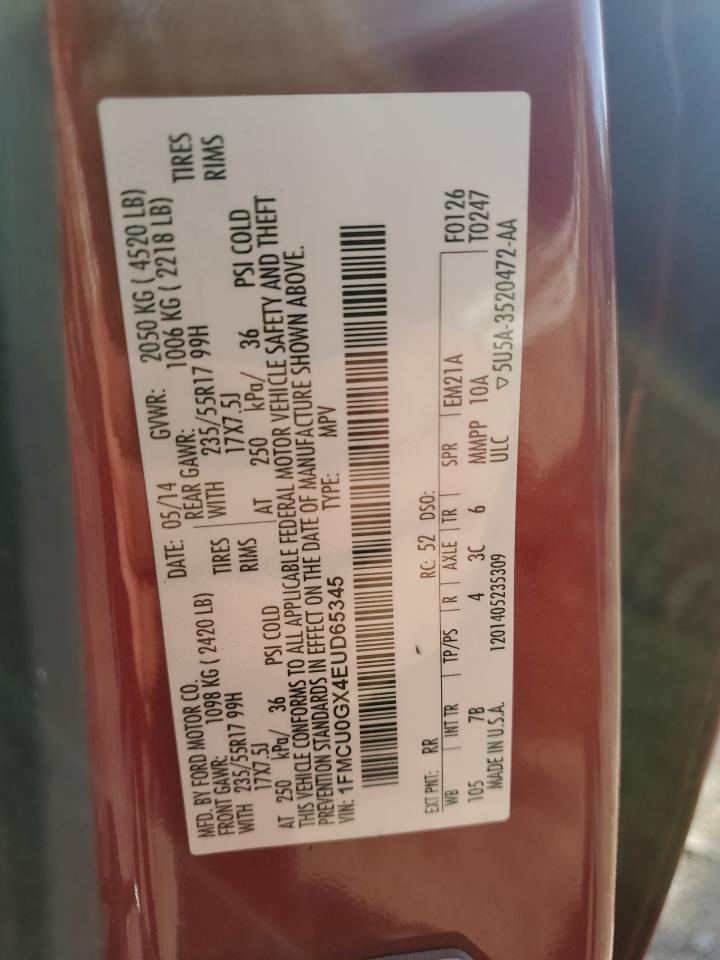 MFD. BY FORD MOTOR CO. DATE: 05/14 GVWR: 2050 KG ( 4520 LB)
FRONT GAWR: 1098 KG ( 2420 LB) REAR GAWR: 1006 KG ( 2218 LB)
WITH 235/55R17 99H TIRES WITH 235/55R17 99H TIRES
17X7.5J RIMS 17X7.5J RIMS
AT 250 kPa/ 36 PSI COLD AT 250 kPa/ 36 PSI COLD
THIS VEHICLE CONFORMS TO ALL APPLICABLE FEDERAL MOTOR VEHICLE SAFETY AND THEFT
PREVENTION STANDARDS IN EFFECT ON THE DATE OF MANUFACTURE SHOWN ABOVE.
VIN: 1FMCU0GX4EUD65345 TYPE: MPV
EXT PNT: RR RC: 52 DSO:
WB INT TR TP/PS R AXLE TR SPR EM21A F0126
105 7B 4 3C 6 MMPP 10A T0247
MADE IN U.S.A. 1201405235309 ULC ▽5U5A-3520472-AA